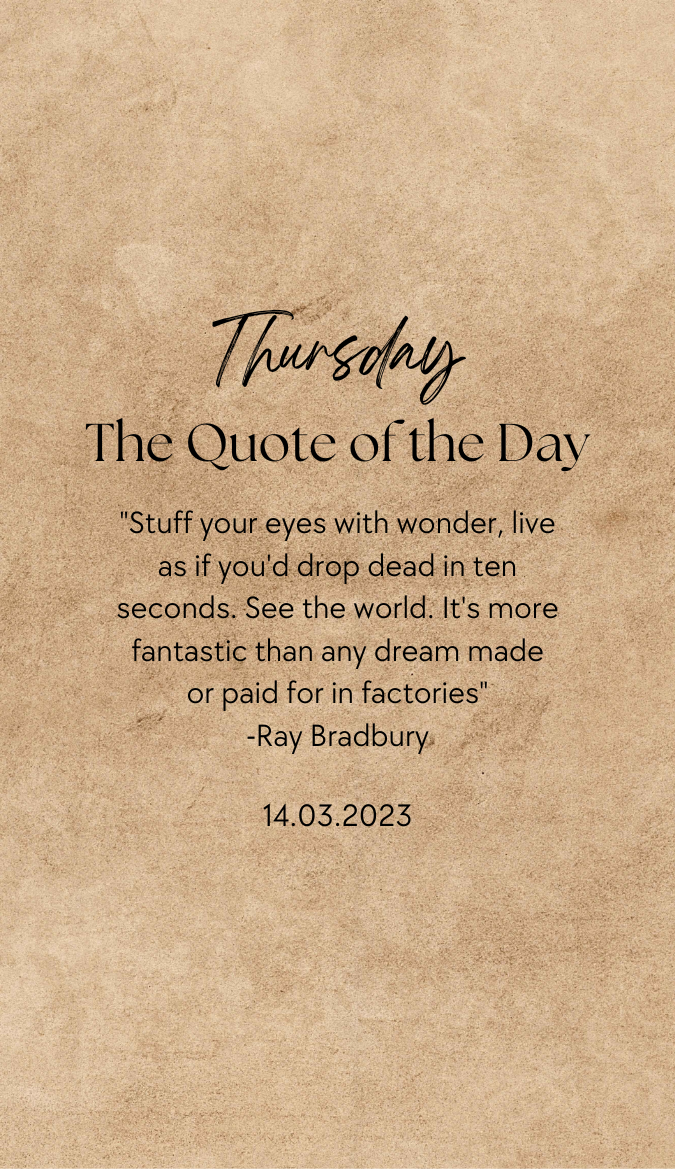 Thursday
The Quote of the Day
"Stuff your eyes with wonder, live
as if you'd drop dead in ten
seconds. See the world. It's more
fantastic than any dream made
or paid for in factories"
-Ray Bradbury
14.03.2023